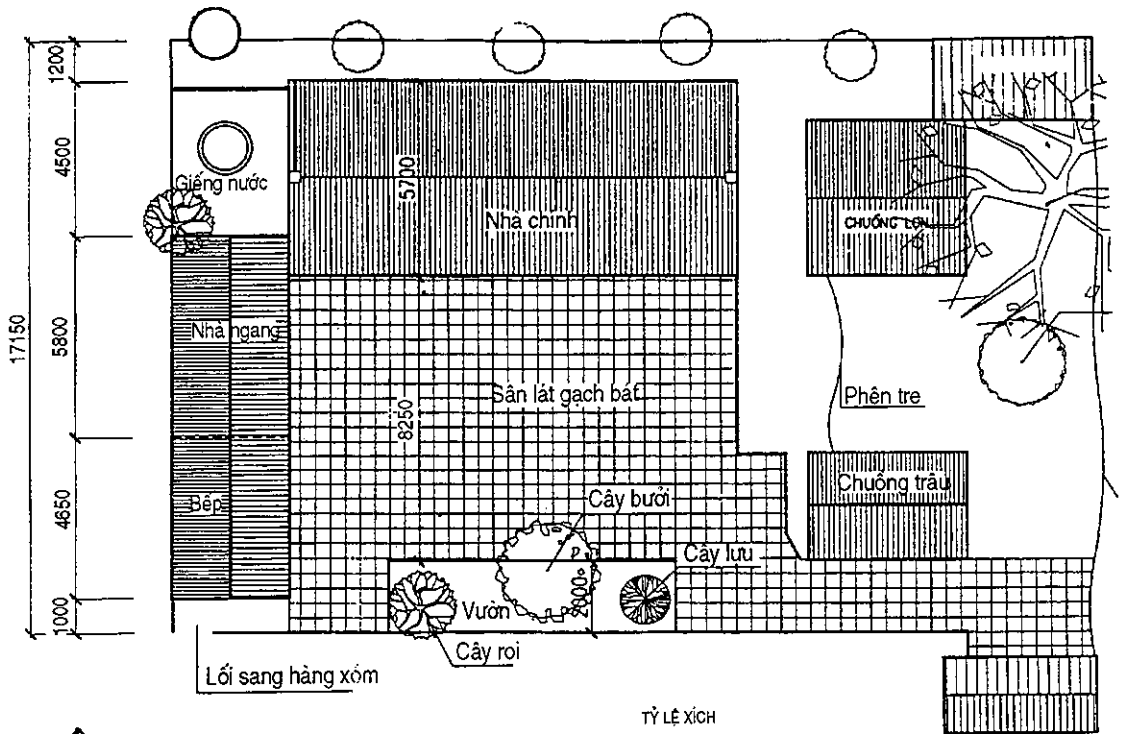 1200
4500
5800
4650
1000
17150
Giếng nước
5700
Nhà chính
CHUỒNG LỢN
Nhà ngang
Sân lát gạch bát
8250
Phên tre
Bếp
Cây bưởi
Chuồng trâu
Cây lưu
2000
Vườn
Cây roi
Lối sang hàng xóm
TỶ LỆ XÍCH